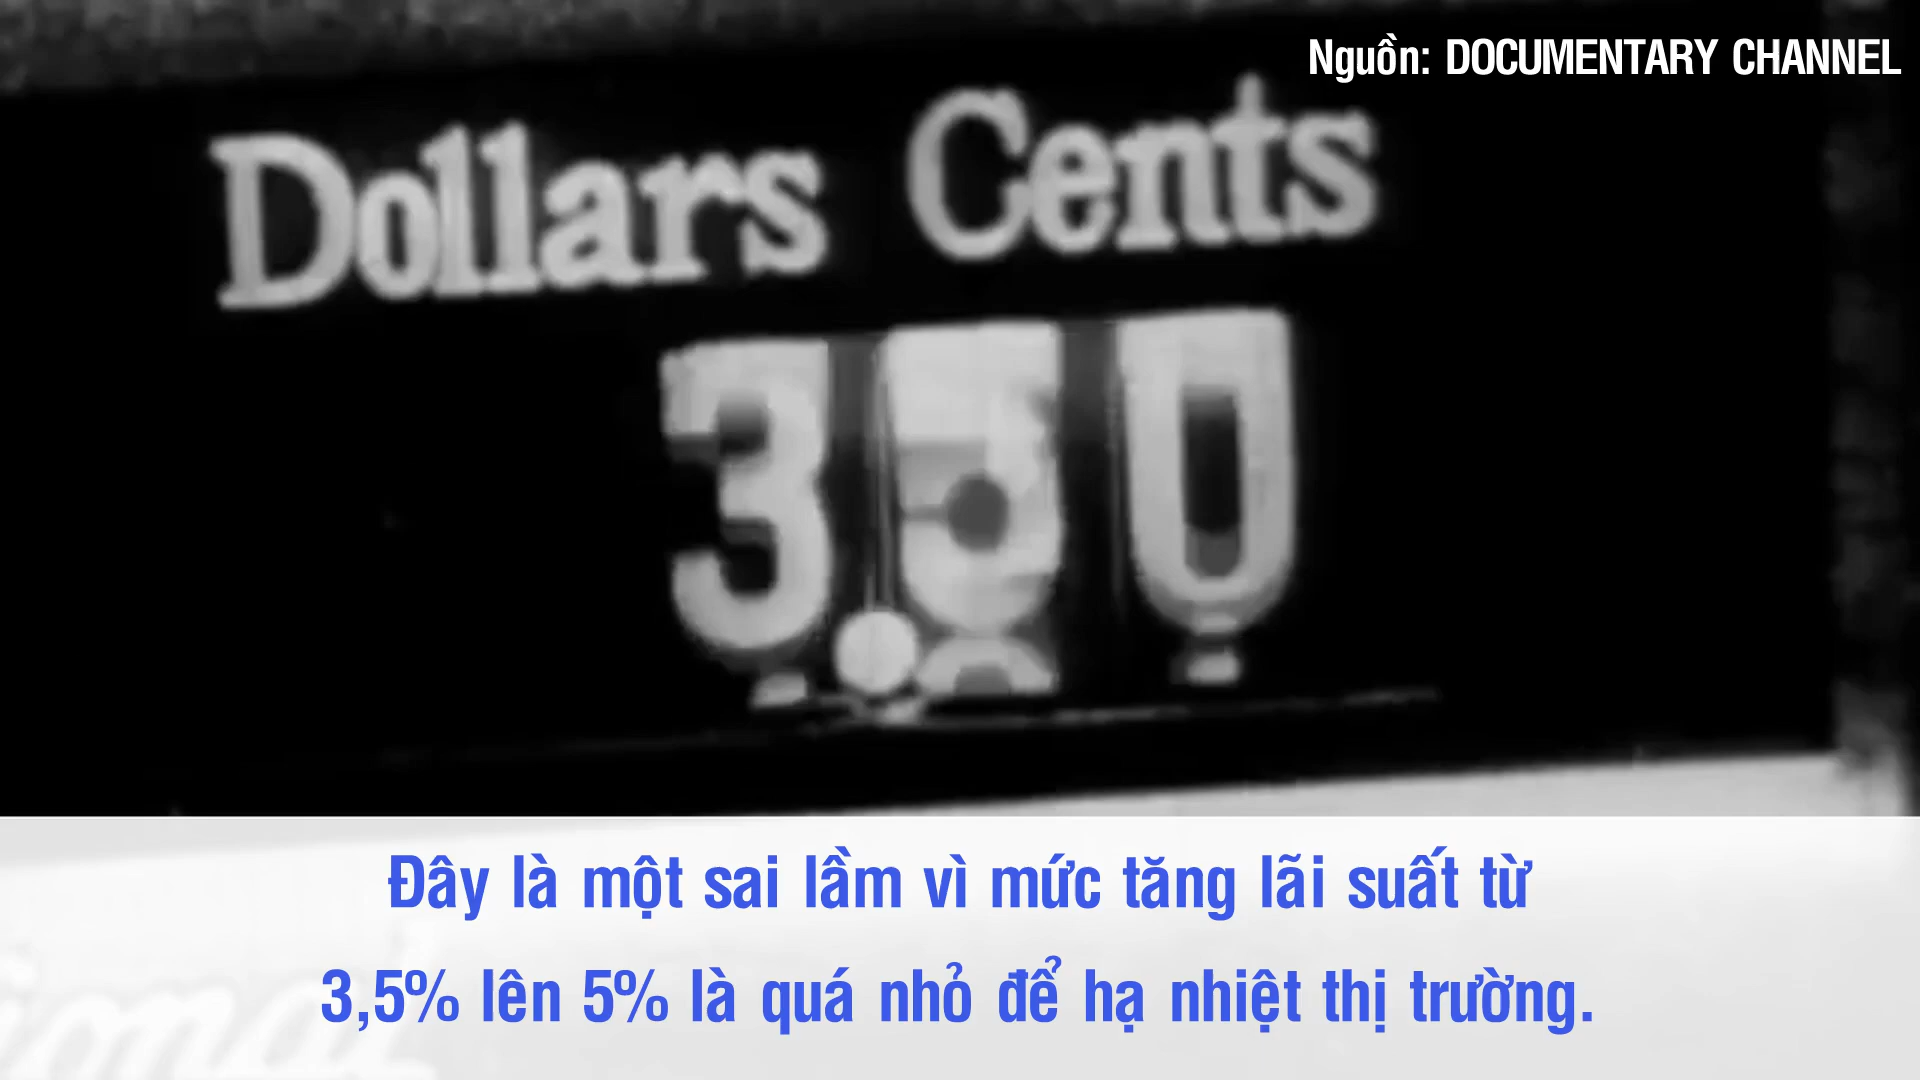 Nguồn: DOCUMENTARY CHANNEL
Dollars Cents
Đây là một sai lầm vì mức tăng lãi suất từ
3,5% lên 5% là quá nhỏ để hạ nhiệt thị trường.